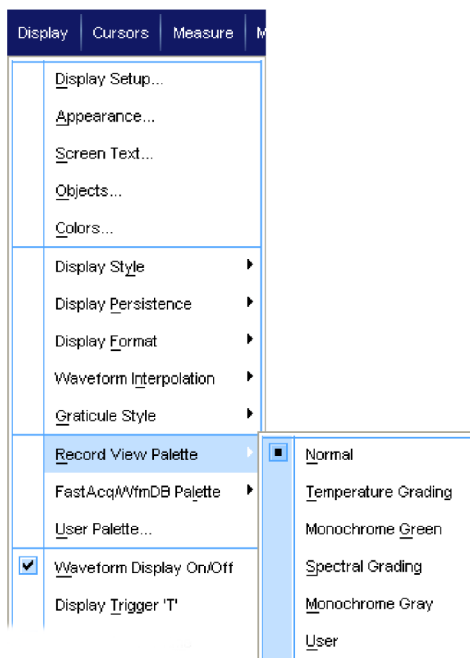 Display Cursors Measure M
Display Setup...
Appearance...
Screen Text...
Objects...
Colors...
Display Style
Display Persistence
Display Format
Waveform Interpolation
Graticule Style
Record View Palette
Normal
FastAcq/WfmDB Palette
Temperature Grading
User Palette...
Monochrome Green
Waveform Display On/Off
Spectral Grading
Display Trigger 'T'
Monochrome Gray
User